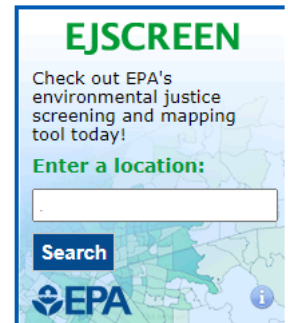 EJSCREEN
Check out EPA's
environmental justice
screening and mapping
tool today!
Enter a location:
.
Search
EPA
i